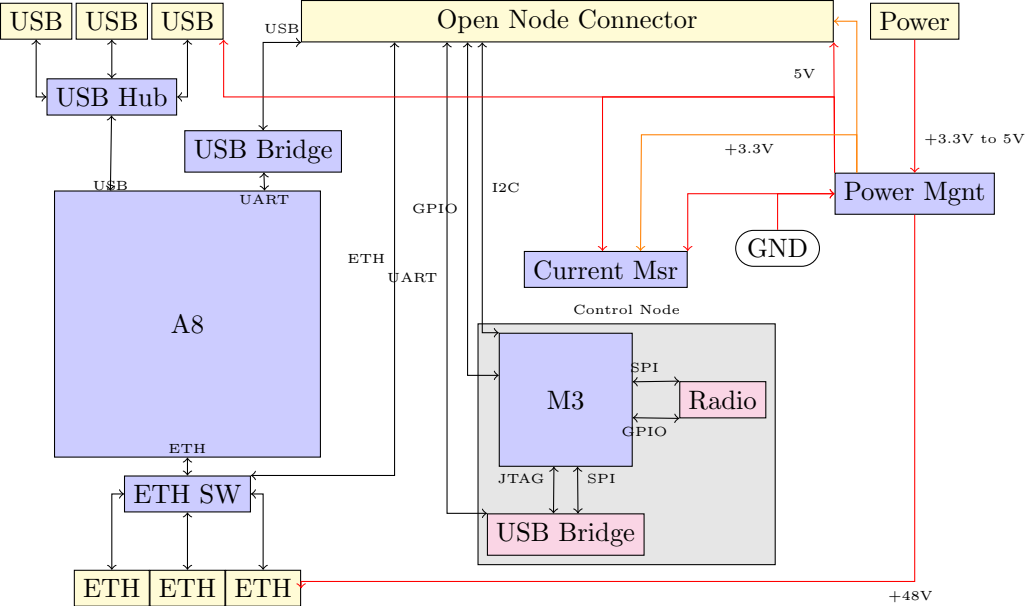 USB
USB
USB
Open Node Connector
Power
USB
5V
USB Hub
USB Bridge
+3.3V to 5V
+3.3V
USB
UART
I2C
GPIO
Power Mgnt
GND
ETH
UART
Current Msr
Control Node
A8
SPI
M3
Radio
GPIO
ETH
JTAG
SPI
ETH SW
USB Bridge
ETH
ETH
ETH
+48V